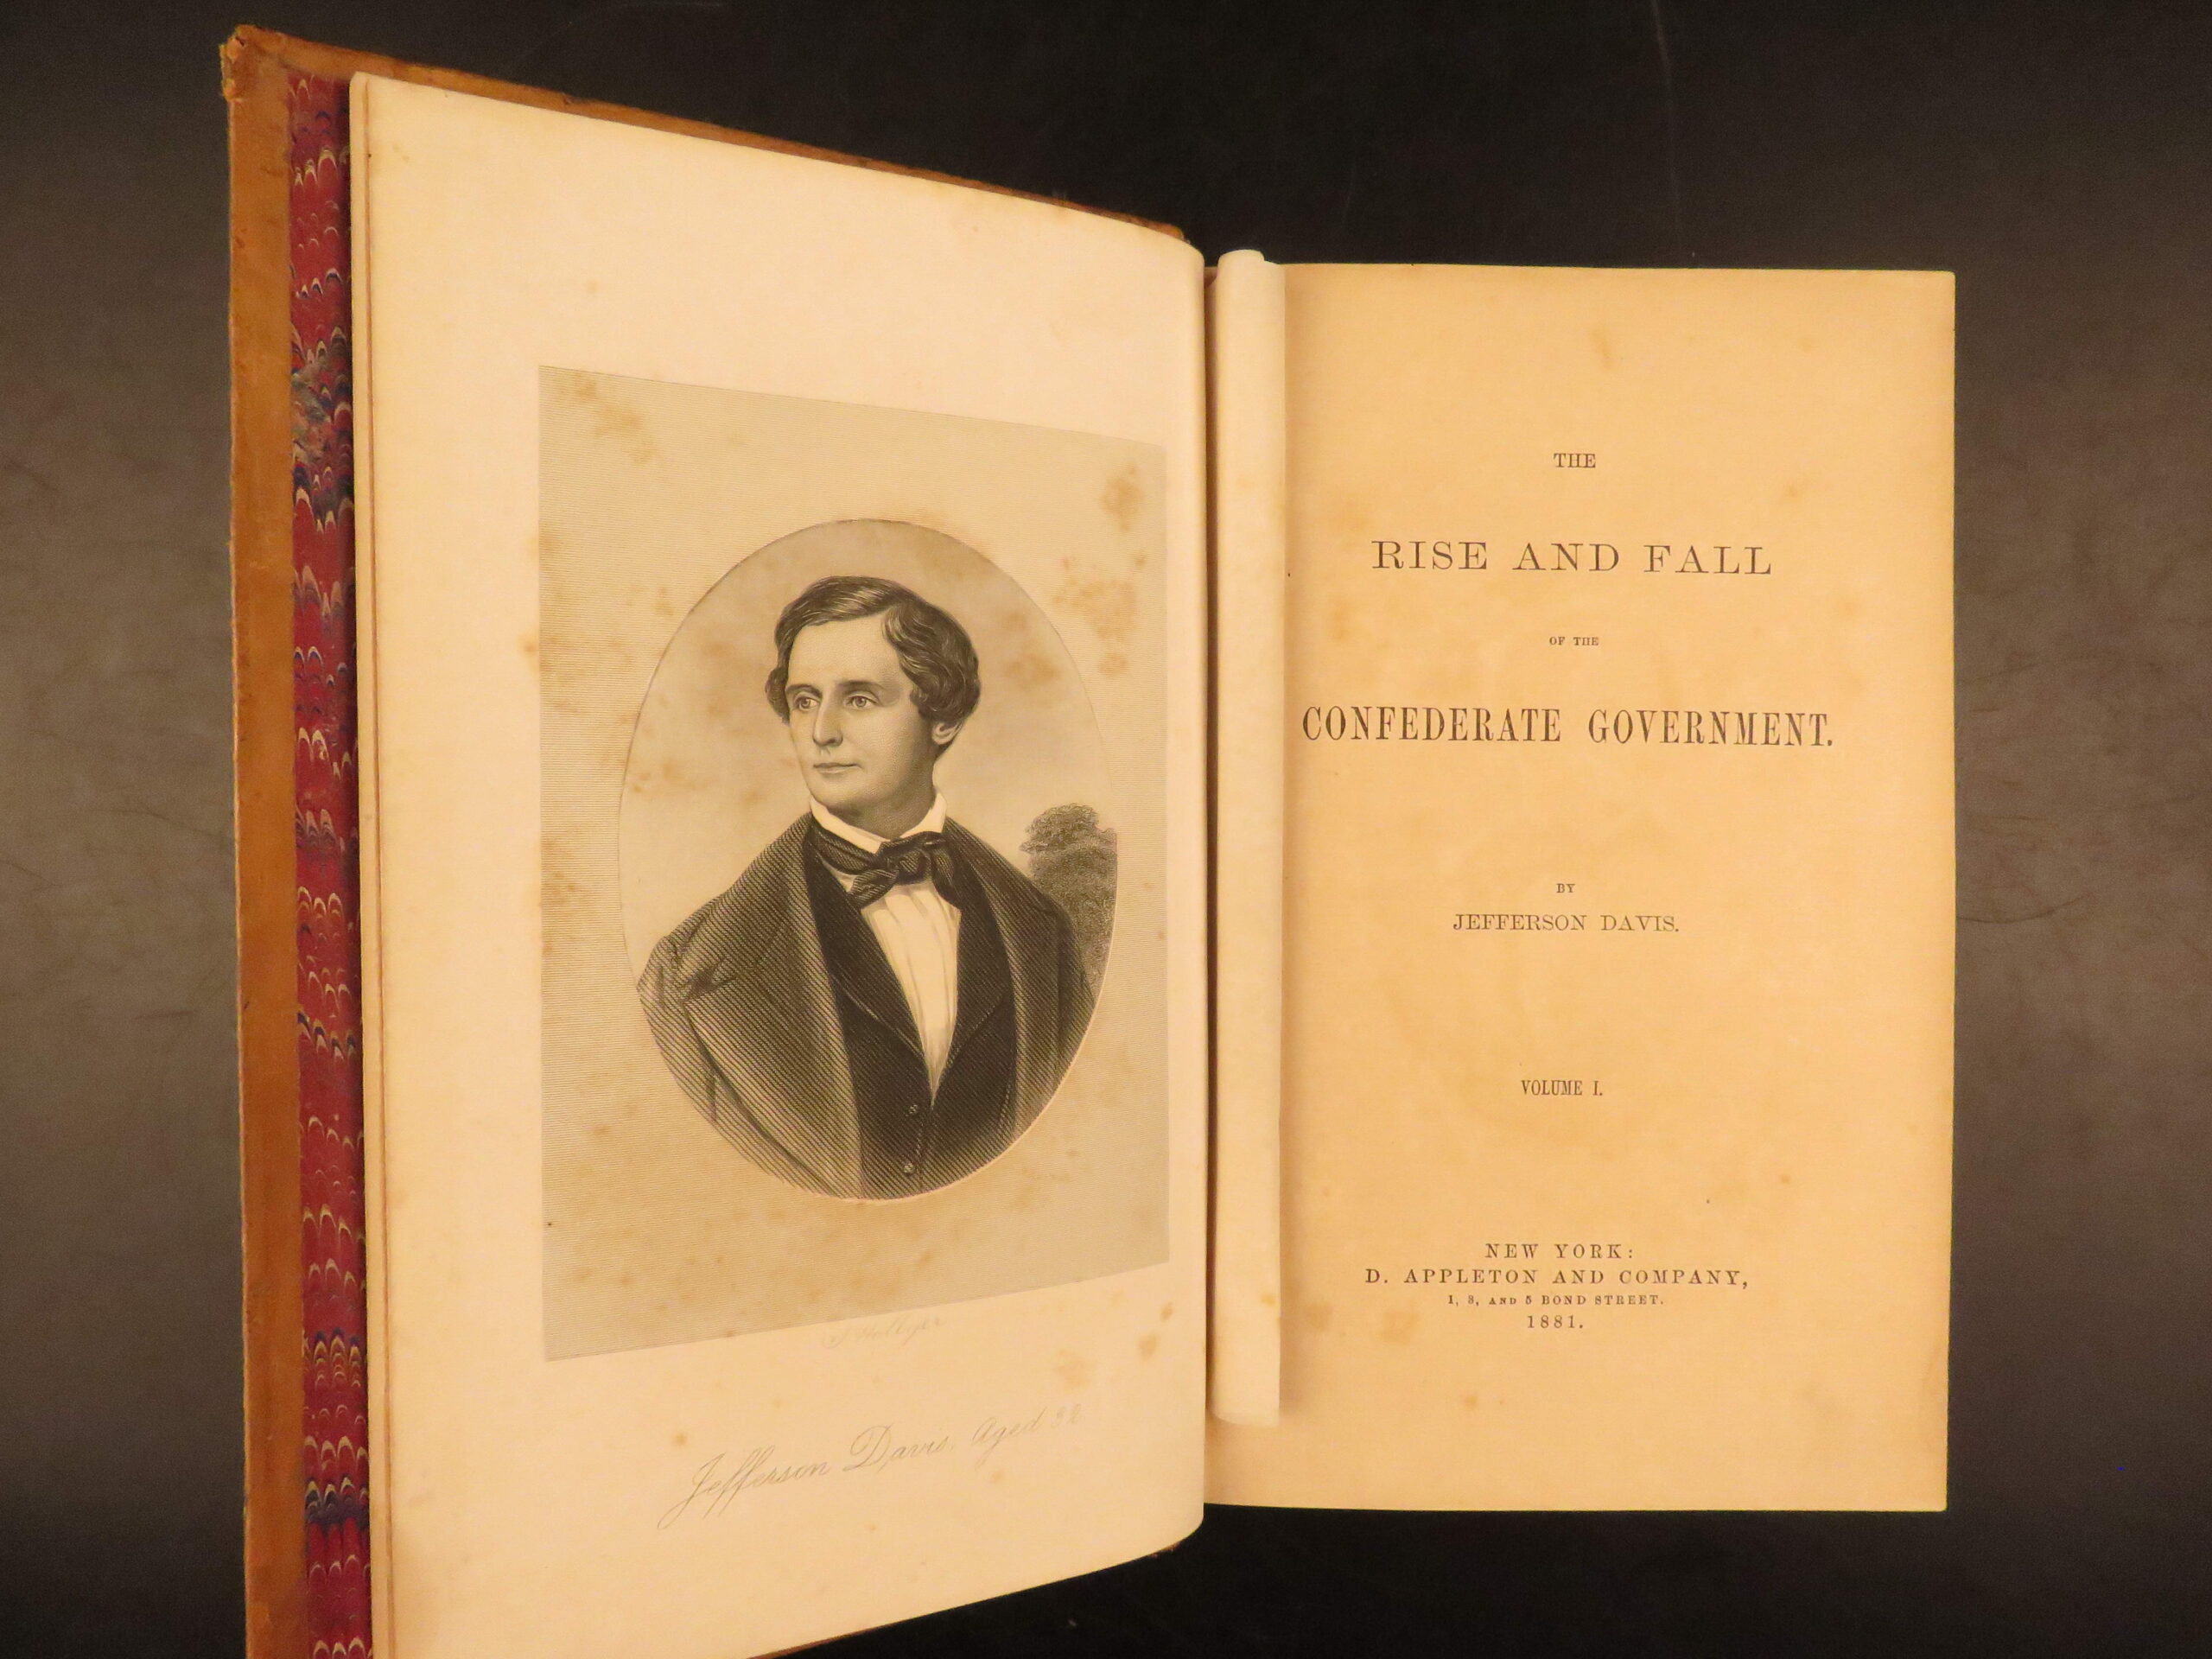 J Hollyer
Jefferson Davis. Aged 32
THE
RISE AND FALL
OF THE
CONFEDERATE GOVERNMENT.
BY
JEFFERSON DAVIS.
VOLUME I.
NEW YORK:
D. APPLETON AND COMPANY,
1, 3, AND 5 BOND STREET.
1881.